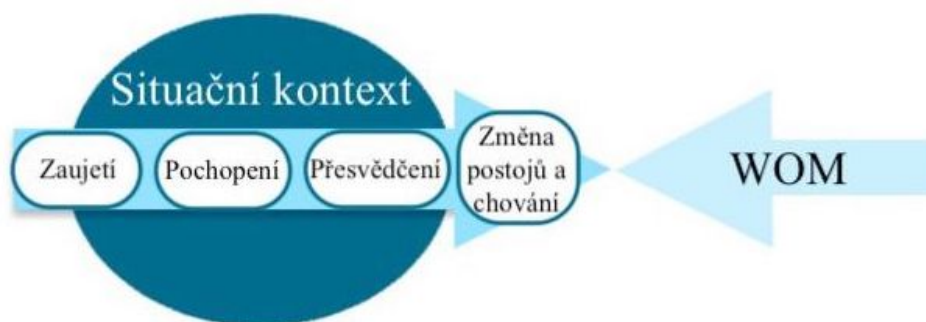 Situační kontext
Zaujetí
Pochopení
Přesvědčení
Změna
postojů a
chování
WOM